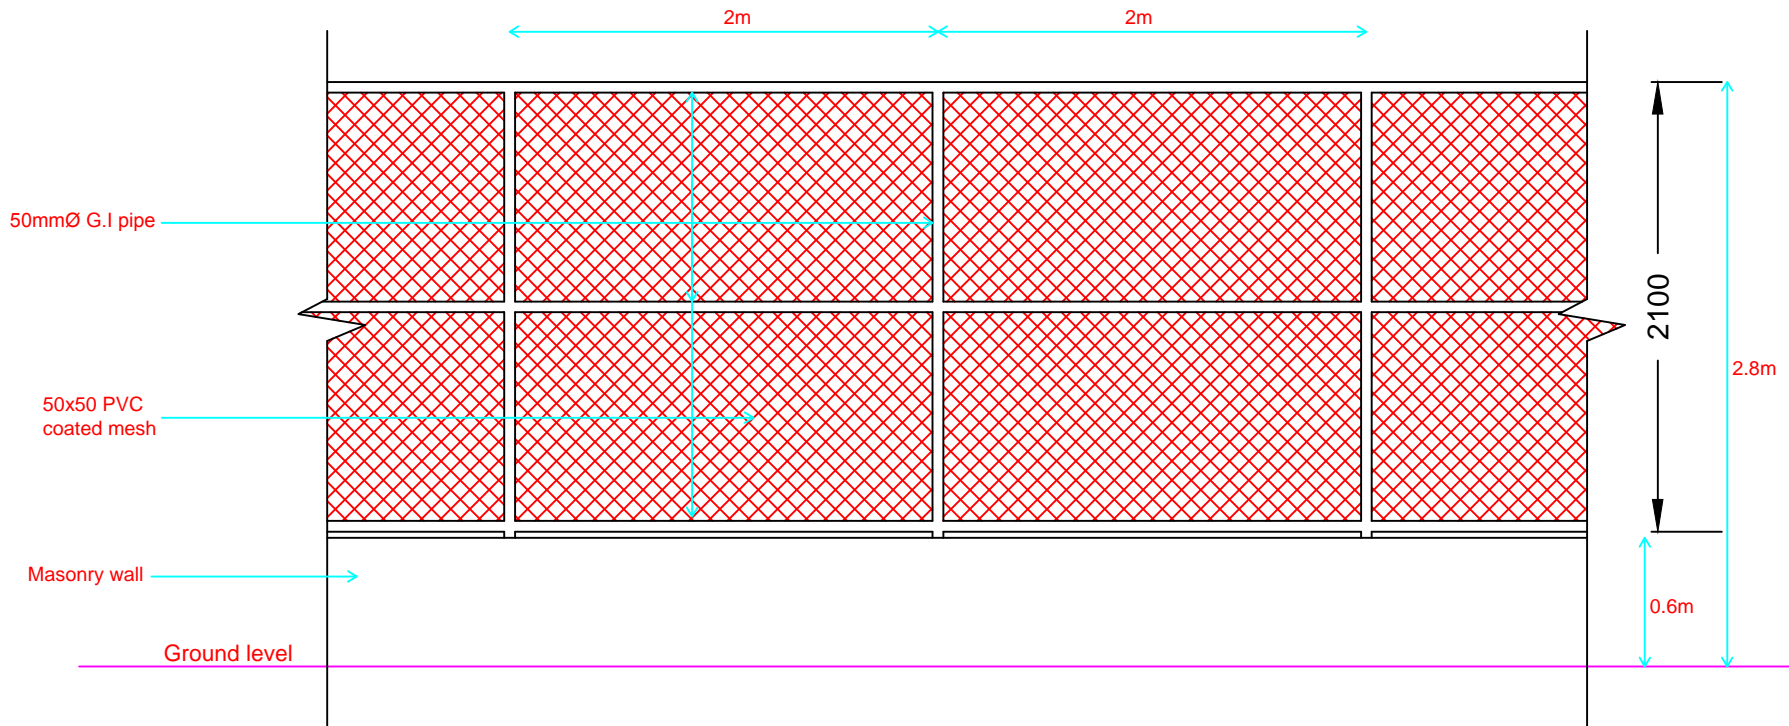 2m
2m
50mmØ G.I pipe
2100
2.8m
50x50 PVC
coated mesh
Masonry wall
0.6m
Ground level